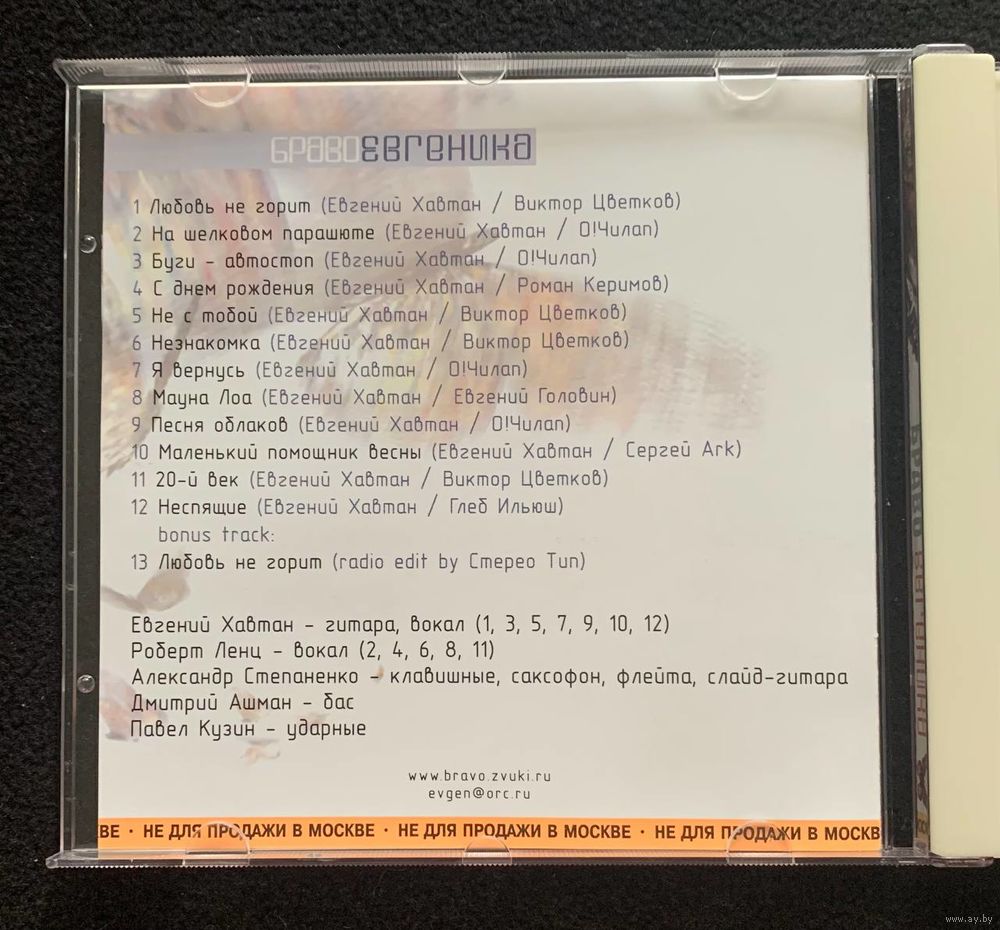 БРАВОЕВГЕНИКА
1 Любовь не горит (Евгений Хавтан / Виктор Цветков)
2 На шелковом парашюте (Евгений Хавтан / О!Чилап)
3 Буги - автостоп (Евгений Хавтан / О!Чилап)
4 С днем рождения (Евгений Хавтан / Роман Керимов)
5 Не с тобой (Евгений Хавтан / Виктор Цветков)
6 Незнакомка (Евгений Хавтан / Виктор Цветков)
7 Я вернусь (Евгений Хавтан / О!Чилап)
8 Мауна Лоа (Евгений Хавтан / Евгений Головин)
9 Песня облаков (Евгений Хавтан / О!Чилап)
10 Маленький помощник весны (Евгений Хавтан / Сергей Ark)
11 20-й век (Евгений Хавтан / Виктор Цветков)
12 Неспящие (Евгений Хавтан / Глеб Ильюш)
bonus track:
13 Любовь не горит (radio edit by Стерео Тип)
Евгений Хавтан - гитара, вокал (1, 3, 5, 7, 9, 10, 12)
Роберт Ленц - вокал (2, 4, 6, 8, 11)
Александр Степаненко - клавишные, саксофон, флейта, слайд-гитара
Дмитрий Ашман - бас
Павел Кузин - ударные
www.bravo.zvuki.ru
evgen@orc.ru
ВЕ · НЕ ДЛЯ ПРОДАЖИ В МОСКВЕ · НЕ ДЛЯ ПРОДАЖИ В МОСКВЕ · НЕ ДЛЯ ПРОДАЖИ В МОСКВ
www.ay.by